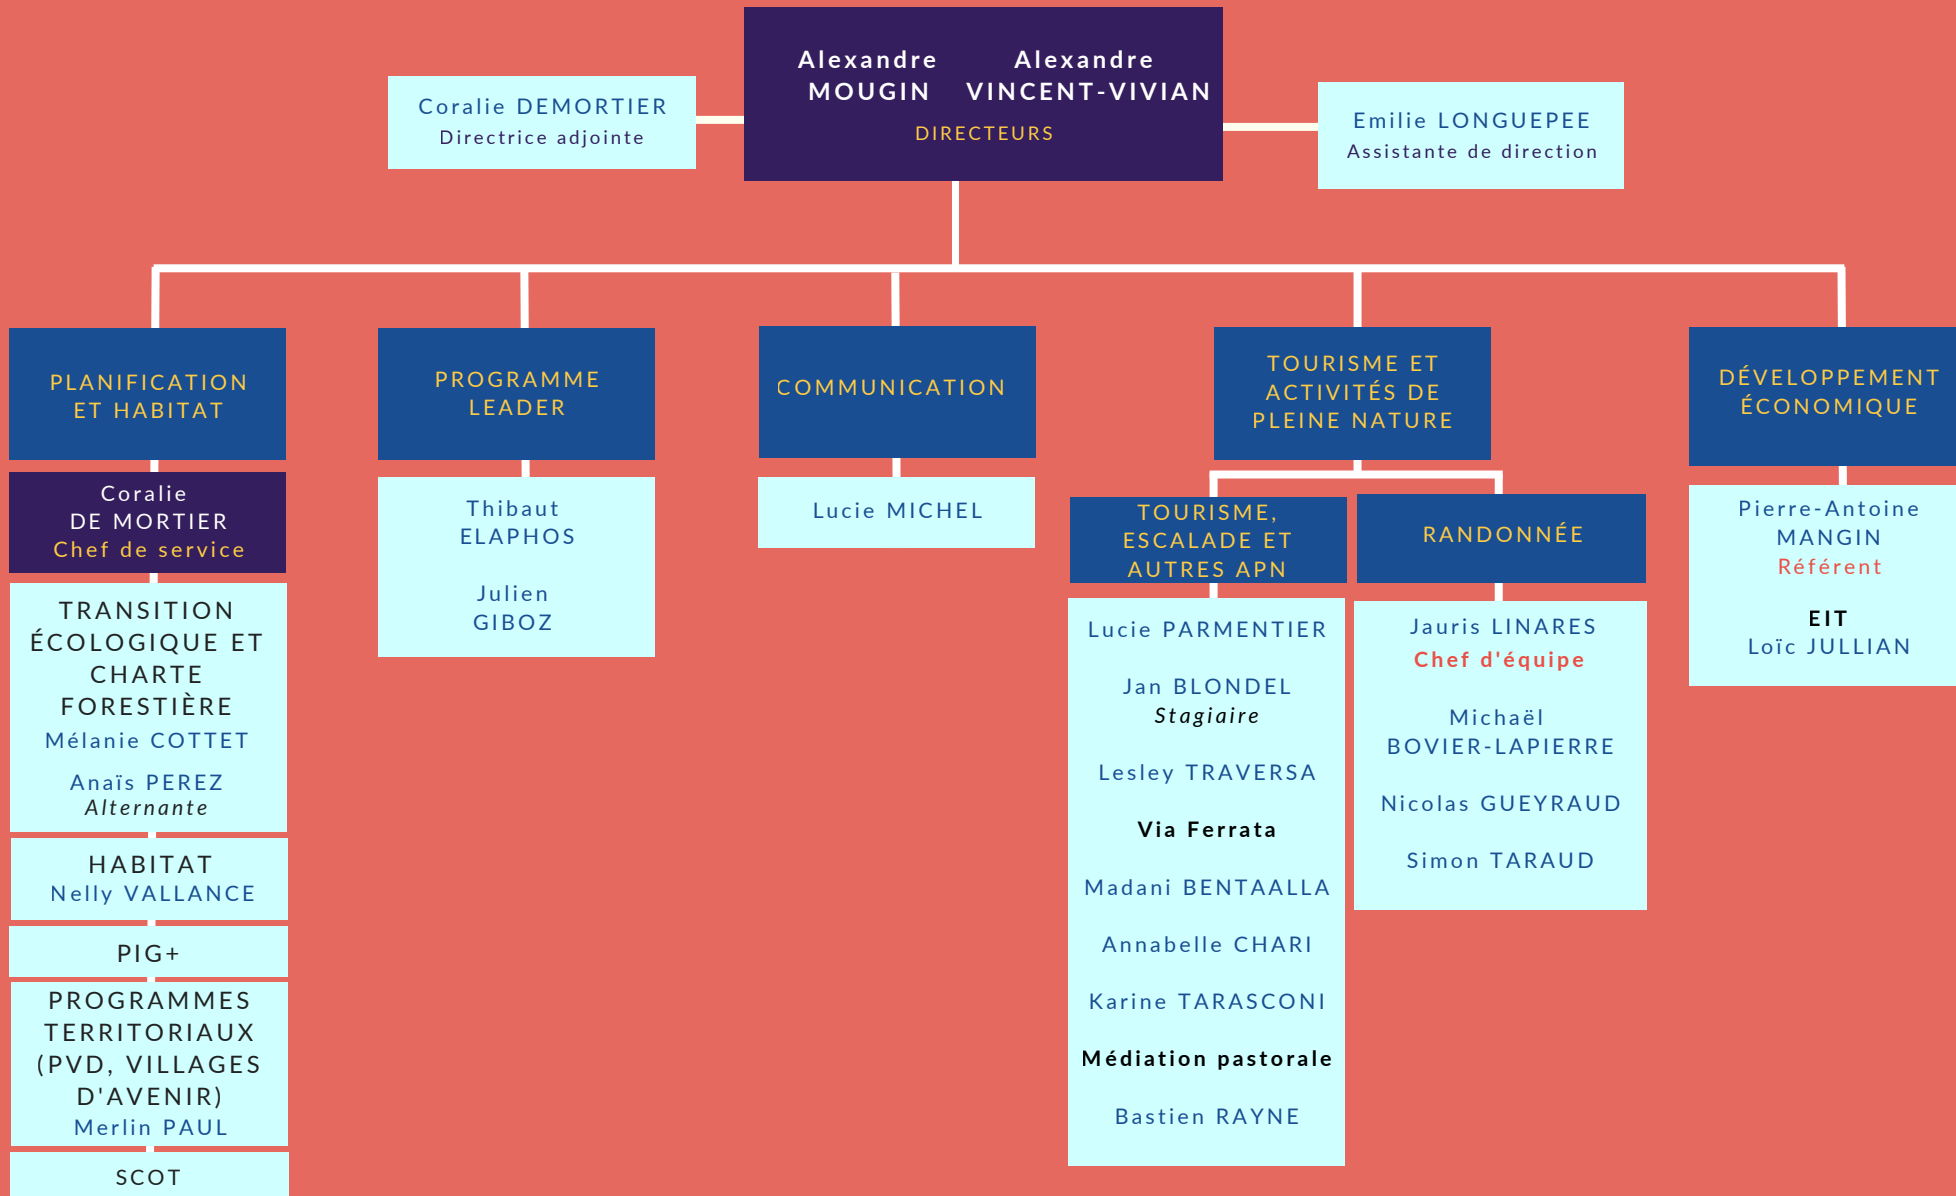 Alexandre
MOUGIN
Alexandre
VINCENT-VIVIAN
DIRECTEURS
Coralie DEMORTIER
Directrice adjointe
Emilie LONGUEPEE
Assistante de direction
PLANIFICATION
ET HABITAT
Coralie
DE MORTIER
Chef de service
TRANSITION
ÉCOLOGIQUE ET
CHARTE
FORESTIÈRE
Mélanie COTTET
Anaïs PEREZ
Alternante
HABITAT
Nelly VALLANCE
PIG+
PROGRAMMES
TERRITORIAUX
(PVD, VILLAGES
D'AVENIR)
Merlin PAUL
SCOT
PROGRAMME
LEADER
Thibaut
ELAPHOS
Julien
GIBOZ
COMMUNICATION
Lucie MICHEL
TOURISME ET
ACTIVITÉS DE
PLEINE NATURE
TOURISME,
ESCALADE ET
AUTRES APN
Lucie PARMENTIER
Jan BLONDEL
Stagiaire
Lesley TRAVERSA
Via Ferrata
Madani BENTAALLA
Annabelle CHARI
Karine TARASCONI
Médiation pastorale
Bastien RAYNE
RANDONNÉE
Jauris LINARES
Chef d'équipe
Michaël
BOVIER-LAPIERRE
Nicolas GUEYRAUD
Simon TARAUD
DÉVELOPPEMENT
ÉCONOMIQUE
Pierre-Antoine
MANGIN
Référent
EIT
Loïc JULLIAN